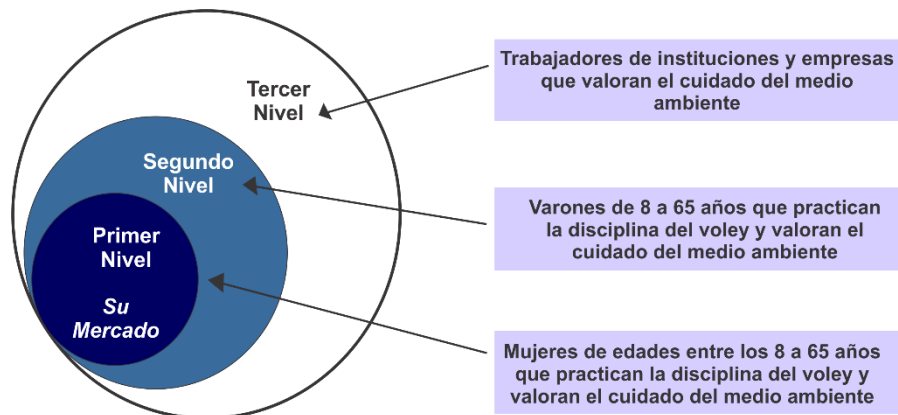 Tercer
Nivel
Segundo
Nivel
Primer
Nivel
Su
Mercado
Trabajadores de instituciones y empresas
que valoran el cuidado del medio
ambiente
Varones de 8 a 65 años que practican
la disciplina del voley y valoran el
cuidado del medio ambiente
Mujeres de edades entre los 8 a 65 años
que practican la disciplina del voley y
valoran el cuidado del medio ambiente